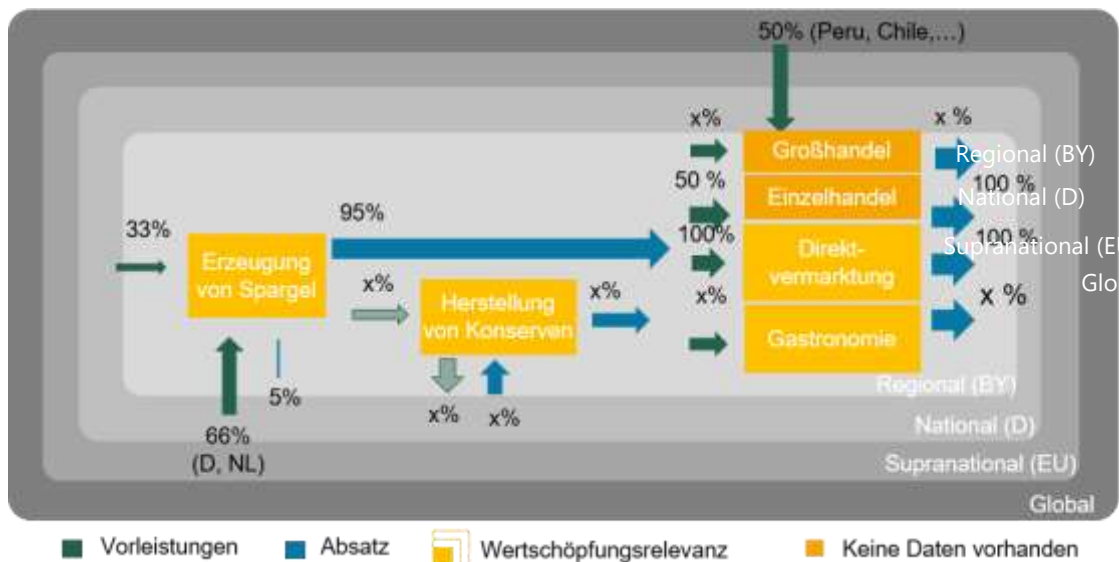 50% (Peru, Chile,…)
x%
x %
Großhandel
Regional (BY)
50 %
100 %
Einzelhandel
National (D)
33%
95%
100%
100 %
Erzeugung
von Spargel
Direkt-
vermarktung
Supranational (E
Glo
x%
Herstellung
von Konserven
x%
x%
x %
Gastronomie
5%
x%
x%
Regional (BY)
66%
(D, NL)
National (D)
Supranational (EU)
Global
Vorleistungen
Absatz
Wertschöpfungsrelevanz
Keine Daten vorhanden